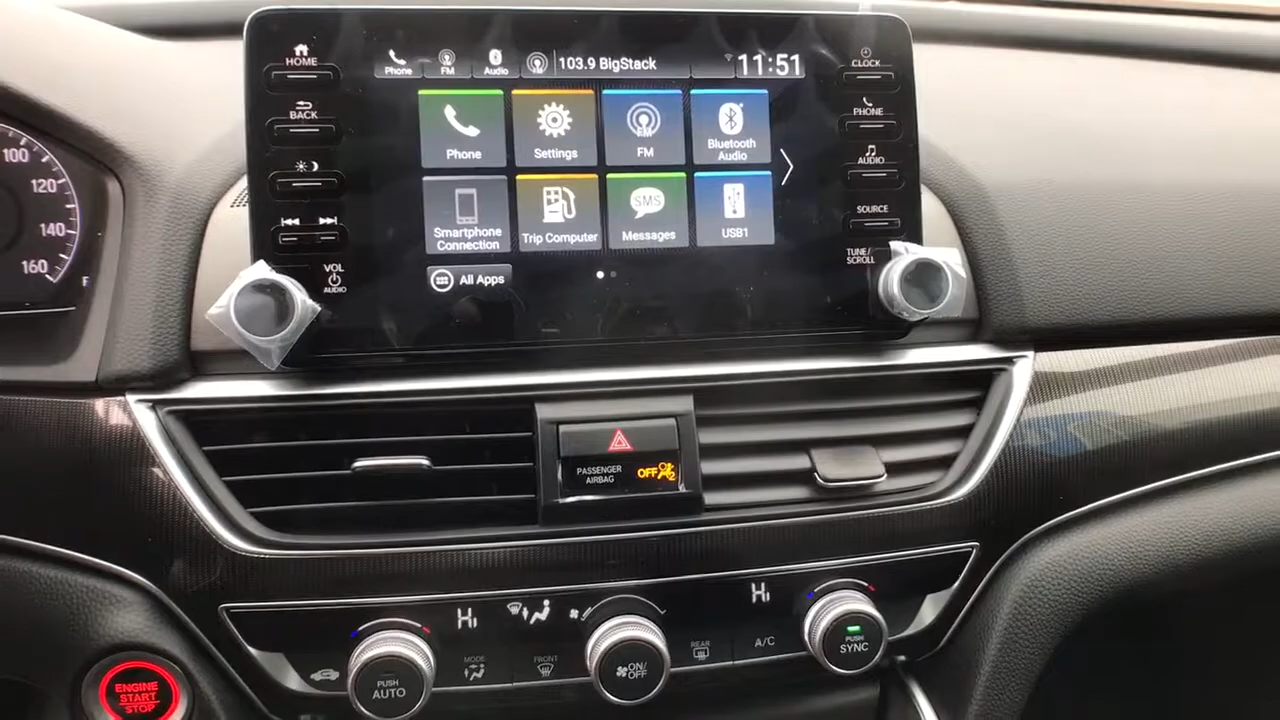 HOME
BACK
VOL
AUDIO
Phone
FM
Audio
103.9 BigStack
11:51
Phone
Settings
FM
FM
Bluetooth
Audio
Smartphone
Connection
Trip Computer
SMS
Messages
USB1
All Apps
CLOCK
PHONE
AUDIO
SOURCE
TUNE/
SCROLL
100
120
140
160
F
PASSENGER
AIRBAG
OFF
2
Hi
Hi
PUSH
AUTO
MODE
FRONT
ON/
OFF
REAR
A/C
PUSH
SYNC
ENGINE
START
STOP